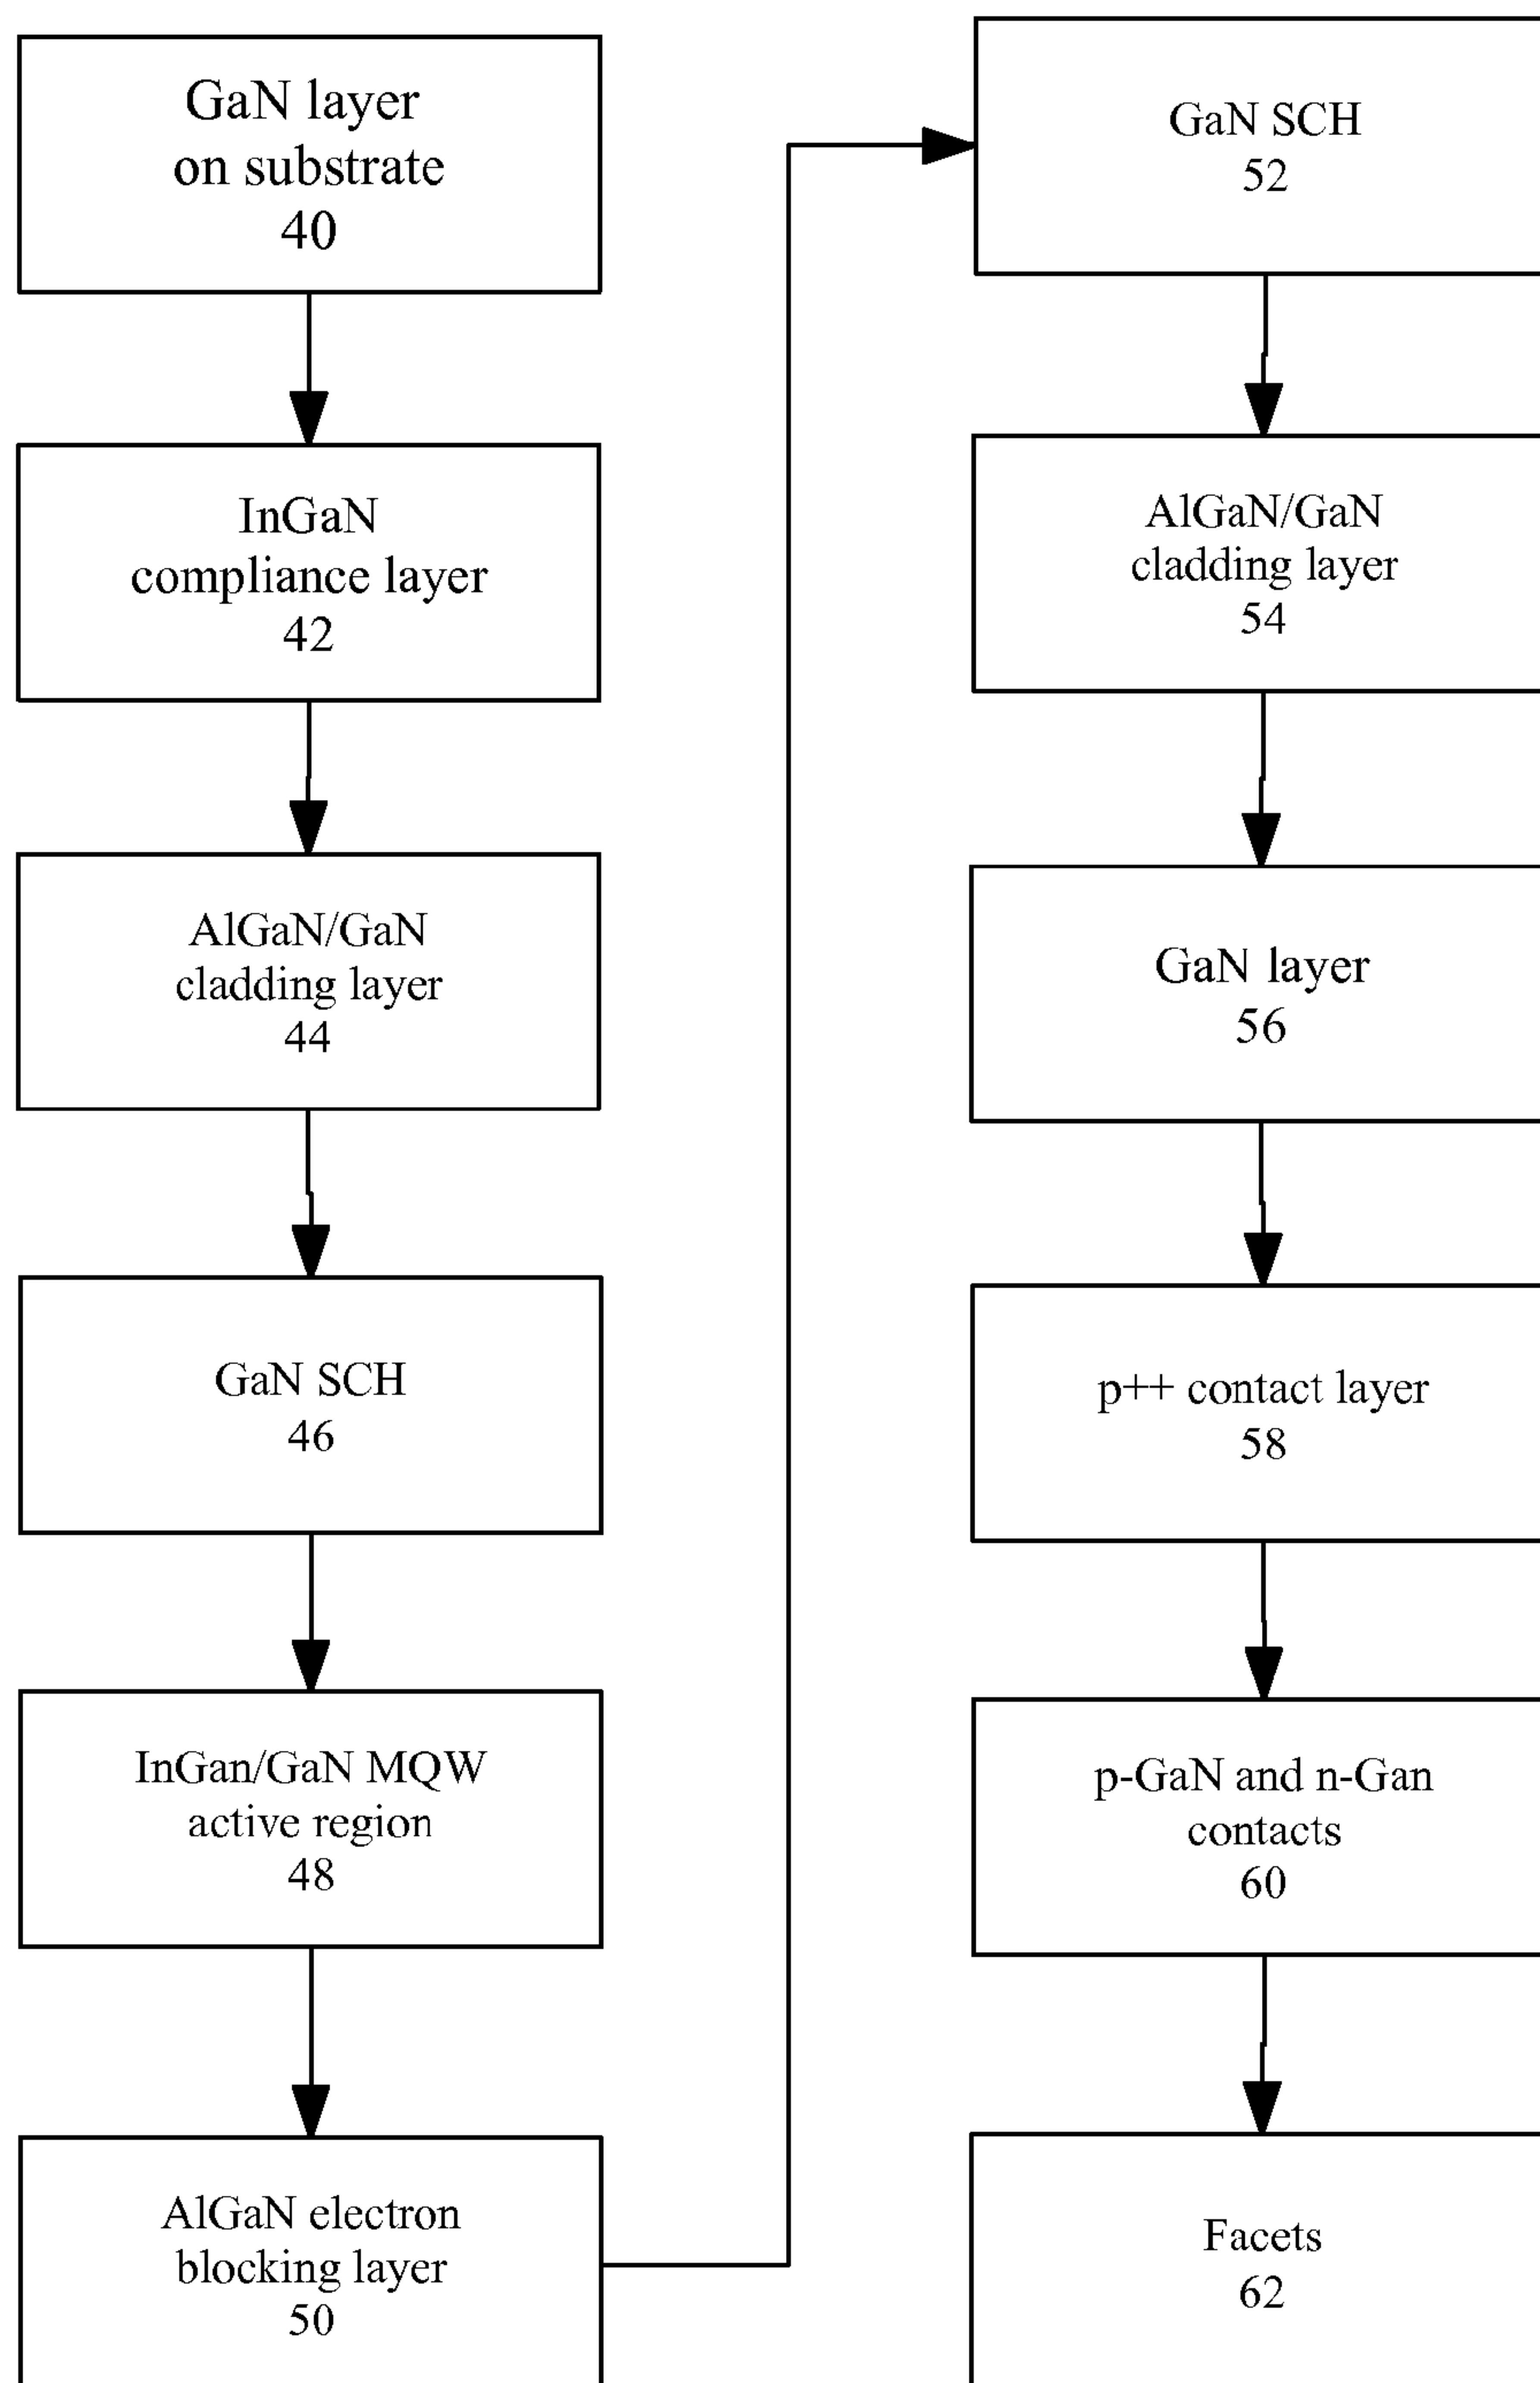 GaN layer
on substrate
40
InGaN
compliance layer
42
AlGaN/GaN
cladding layer
44
GaN SCH
46
InGan/GaN MQW
active region
48
AlGaN electron
blocking layer
50
GaN SCH
52
AlGaN/GaN
cladding layer
54
GaN layer
56
p++ contact layer
58
p-GaN and n-Gan
contacts
60
Facets
62